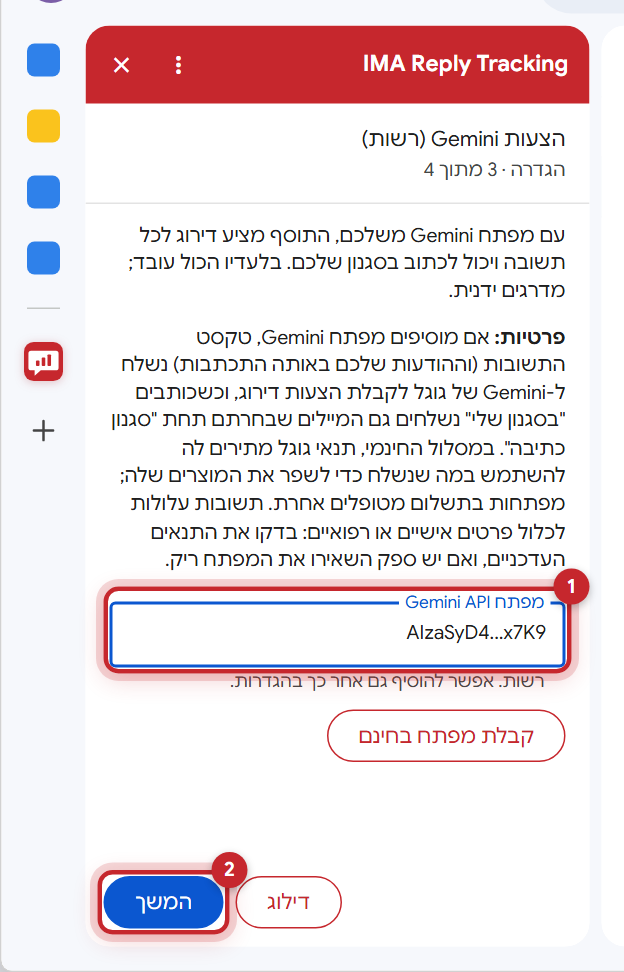 IMA Reply Tracking
הצעות Gemini (רשות)
הגדרה · 3 מתוך 4
עם מפתח Gemini משלכם, התוסף מציע דירוג לכל
תשובה ויכול לכתוב בסגנון שלכם. בלעדיו הכול עובד;
מדרגים ידנית.
פרטיות: אם מוסיפים מפתח Gemini, טקסט
התשובות (וההודעות שלכם באותה התכתבות) נשלח
ל-Gemini של גוגל לקבלת הצעות דירוג, וכשכותבים
"בסגנון שלי" נשלחים גם המיילים שבחרתם תחת "סגנון
כתיבה". במסלול החינמי, תנאי גוגל מתירים לה
להשתמש במה שנשלח כדי לשפר את המוצרים שלה;
מפתחות בתשלום מטופלים אחרת. תשובות עלולות
לכלול פרטים אישיים או רפואיים: בדקו את התנאים
העדכניים, ואם יש ספק השאירו את המפתח ריק.
1
מפתח Gemini API
AIzaSyD4...x7K9
רשות. אפשר להוסיף גם אחר כך בהגדרות.
קבלת מפתח בחינם
2
דילוג
המשך